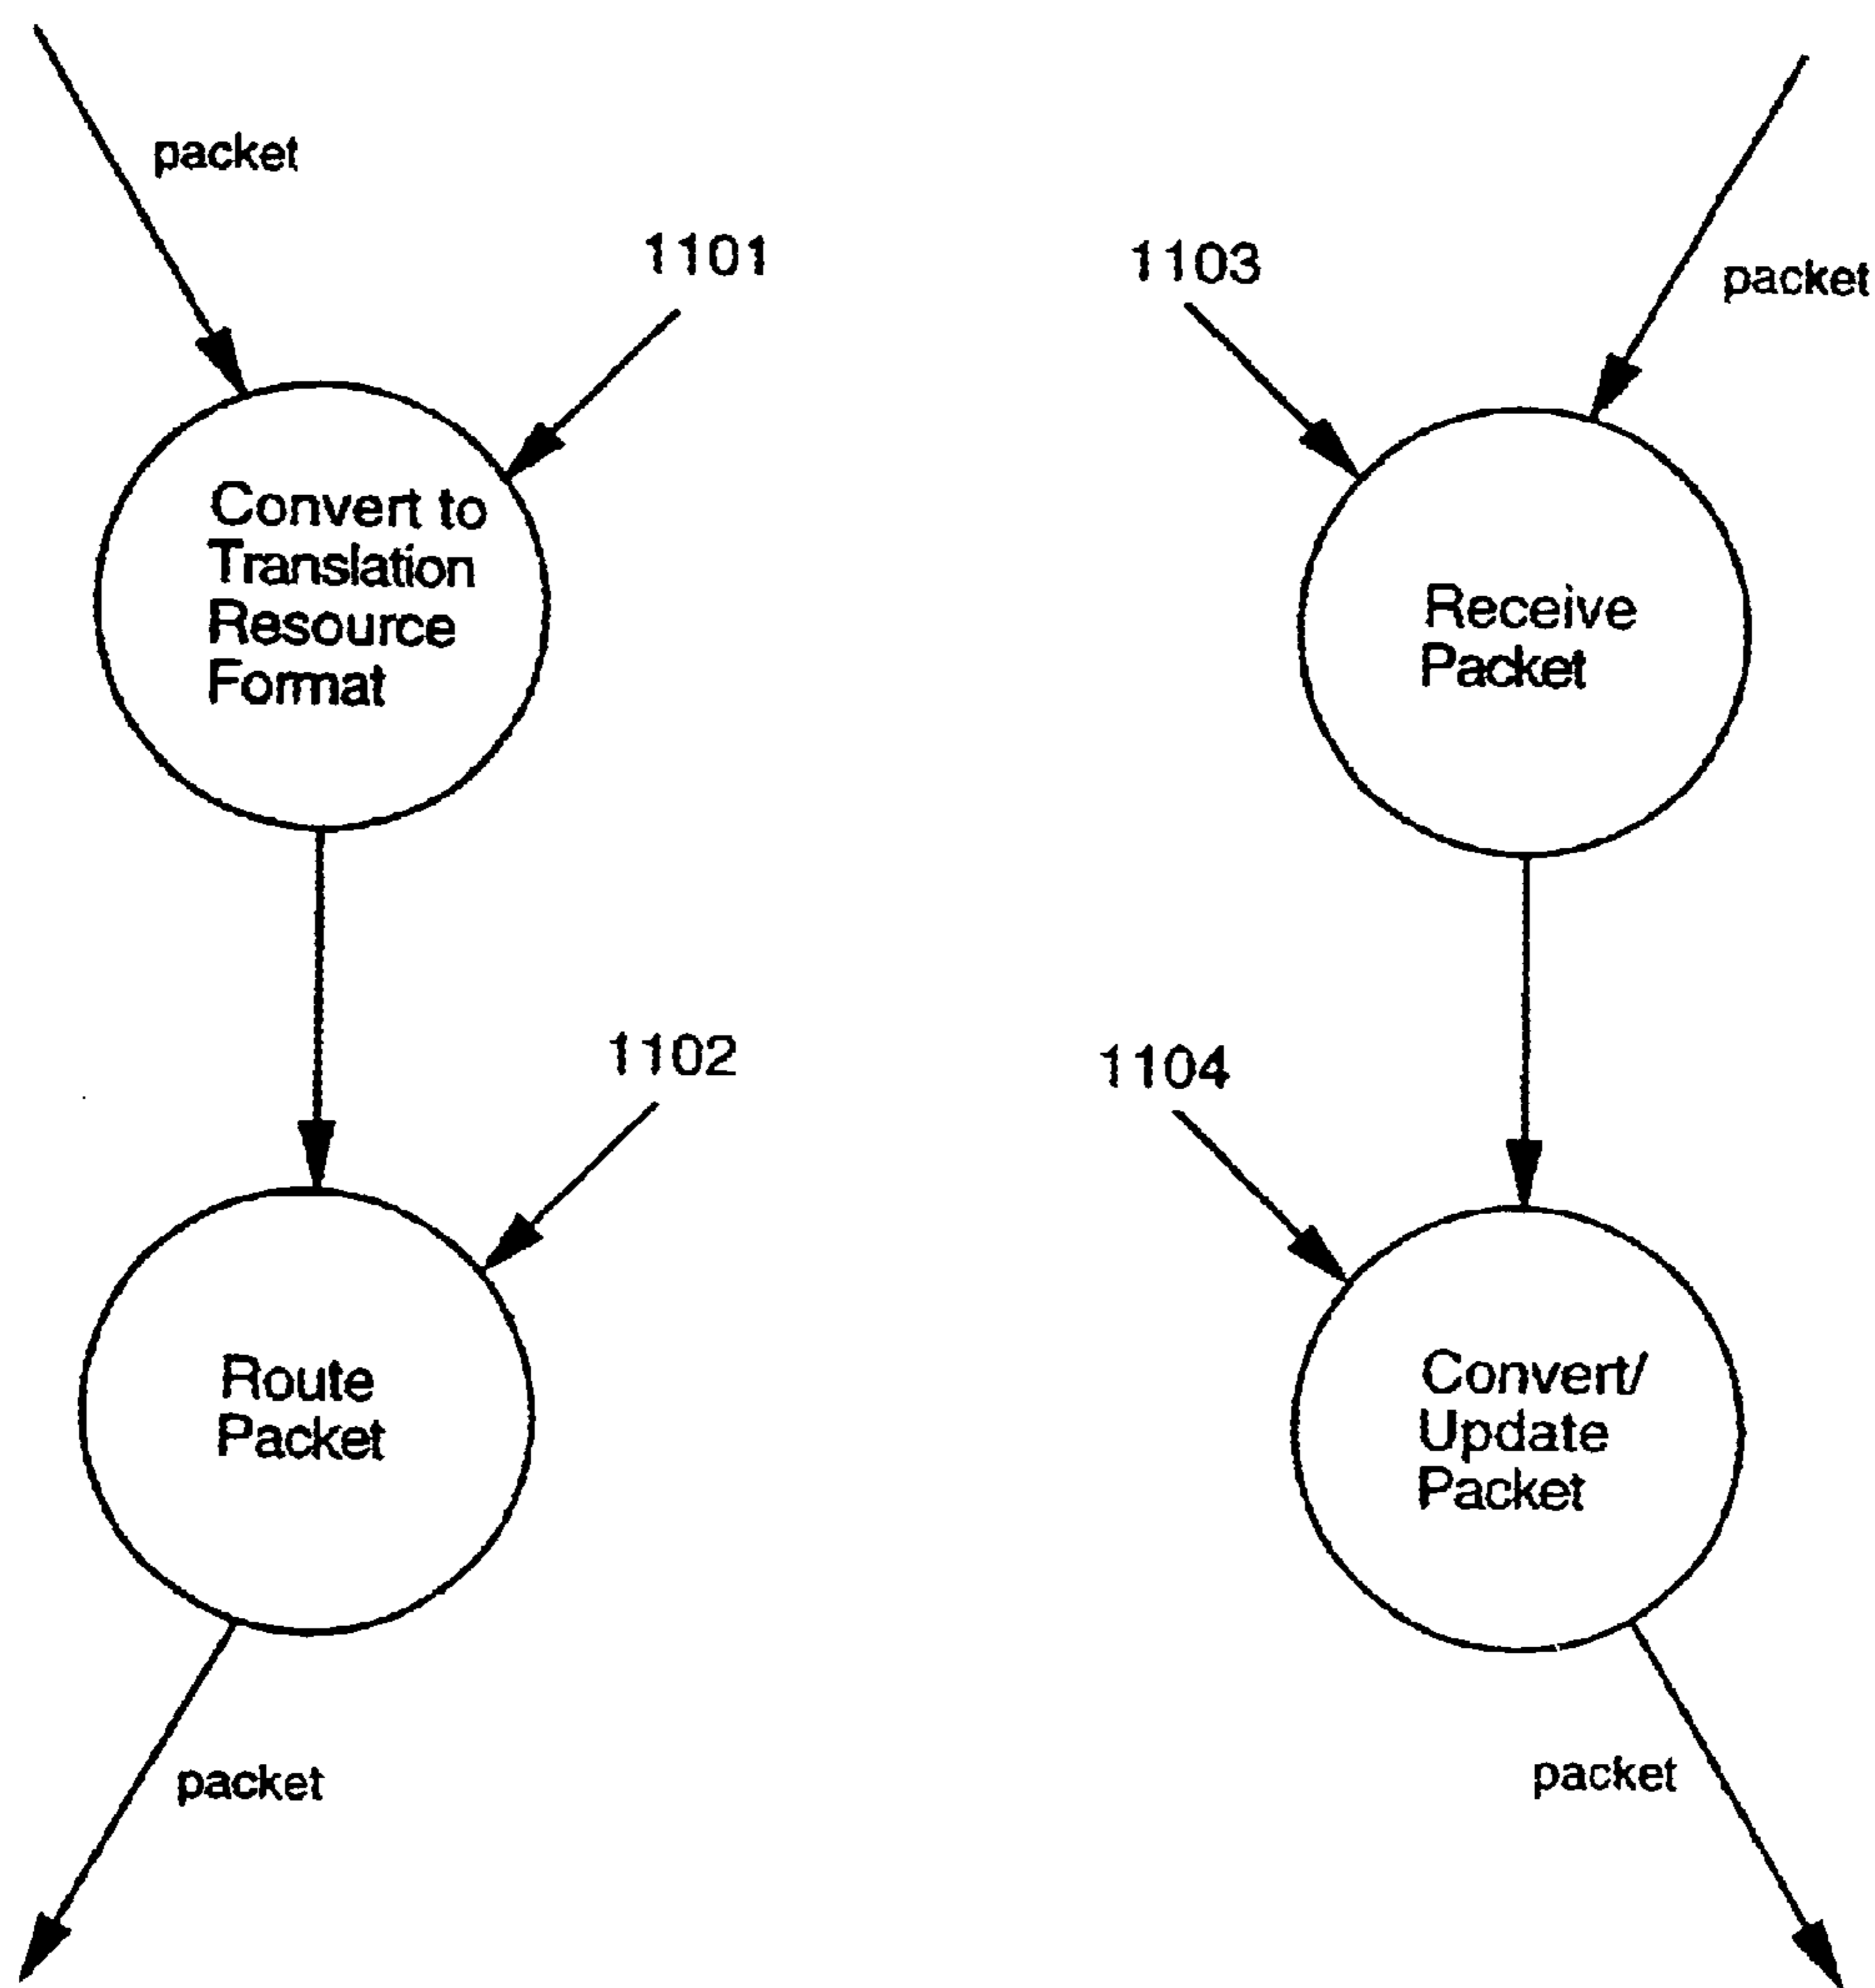 packet
1101
Convert to
Translation
Resource
Format
1102
Route
Packet
packet
1103
packet
Receive
Packet
1104
Convert/
Update
Packet
packet